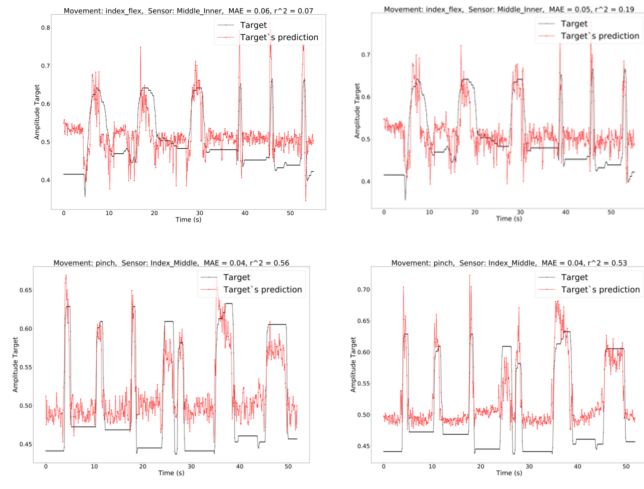 Movement: index_flex, Sensor: Middle_Inner, MAE = 0.06, r^2 = 0.07
Target
Target`s prediction
Amplitude Target
0.8
0.7
0.6
0.5
0.4
0 10 20 30 40 50
Time (s)
Movement: index_flex, Sensor: Middle_Inner, MAE = 0.05, r^2 = 0.19
Target
Target`s prediction
Amplitude Target
0.7
0.6
0.5
0.4
0 10 20 30 40 50
Time (s)
Movement: pinch, Sensor: Index_Middle, MAE = 0.04, r^2 = 0.56
Target
Target`s prediction
Amplitude Target
0.65
0.60
0.55
0.50
0.45
0 10 20 30 40 50
Time (s)
Movement: pinch, Sensor: Index_Middle, MAE = 0.04, r^2 = 0.53
Target
Target`s prediction
Amplitude Target
0.70
0.65
0.60
0.55
0.50
0.45
0 10 20 30 40 50
Time (s)